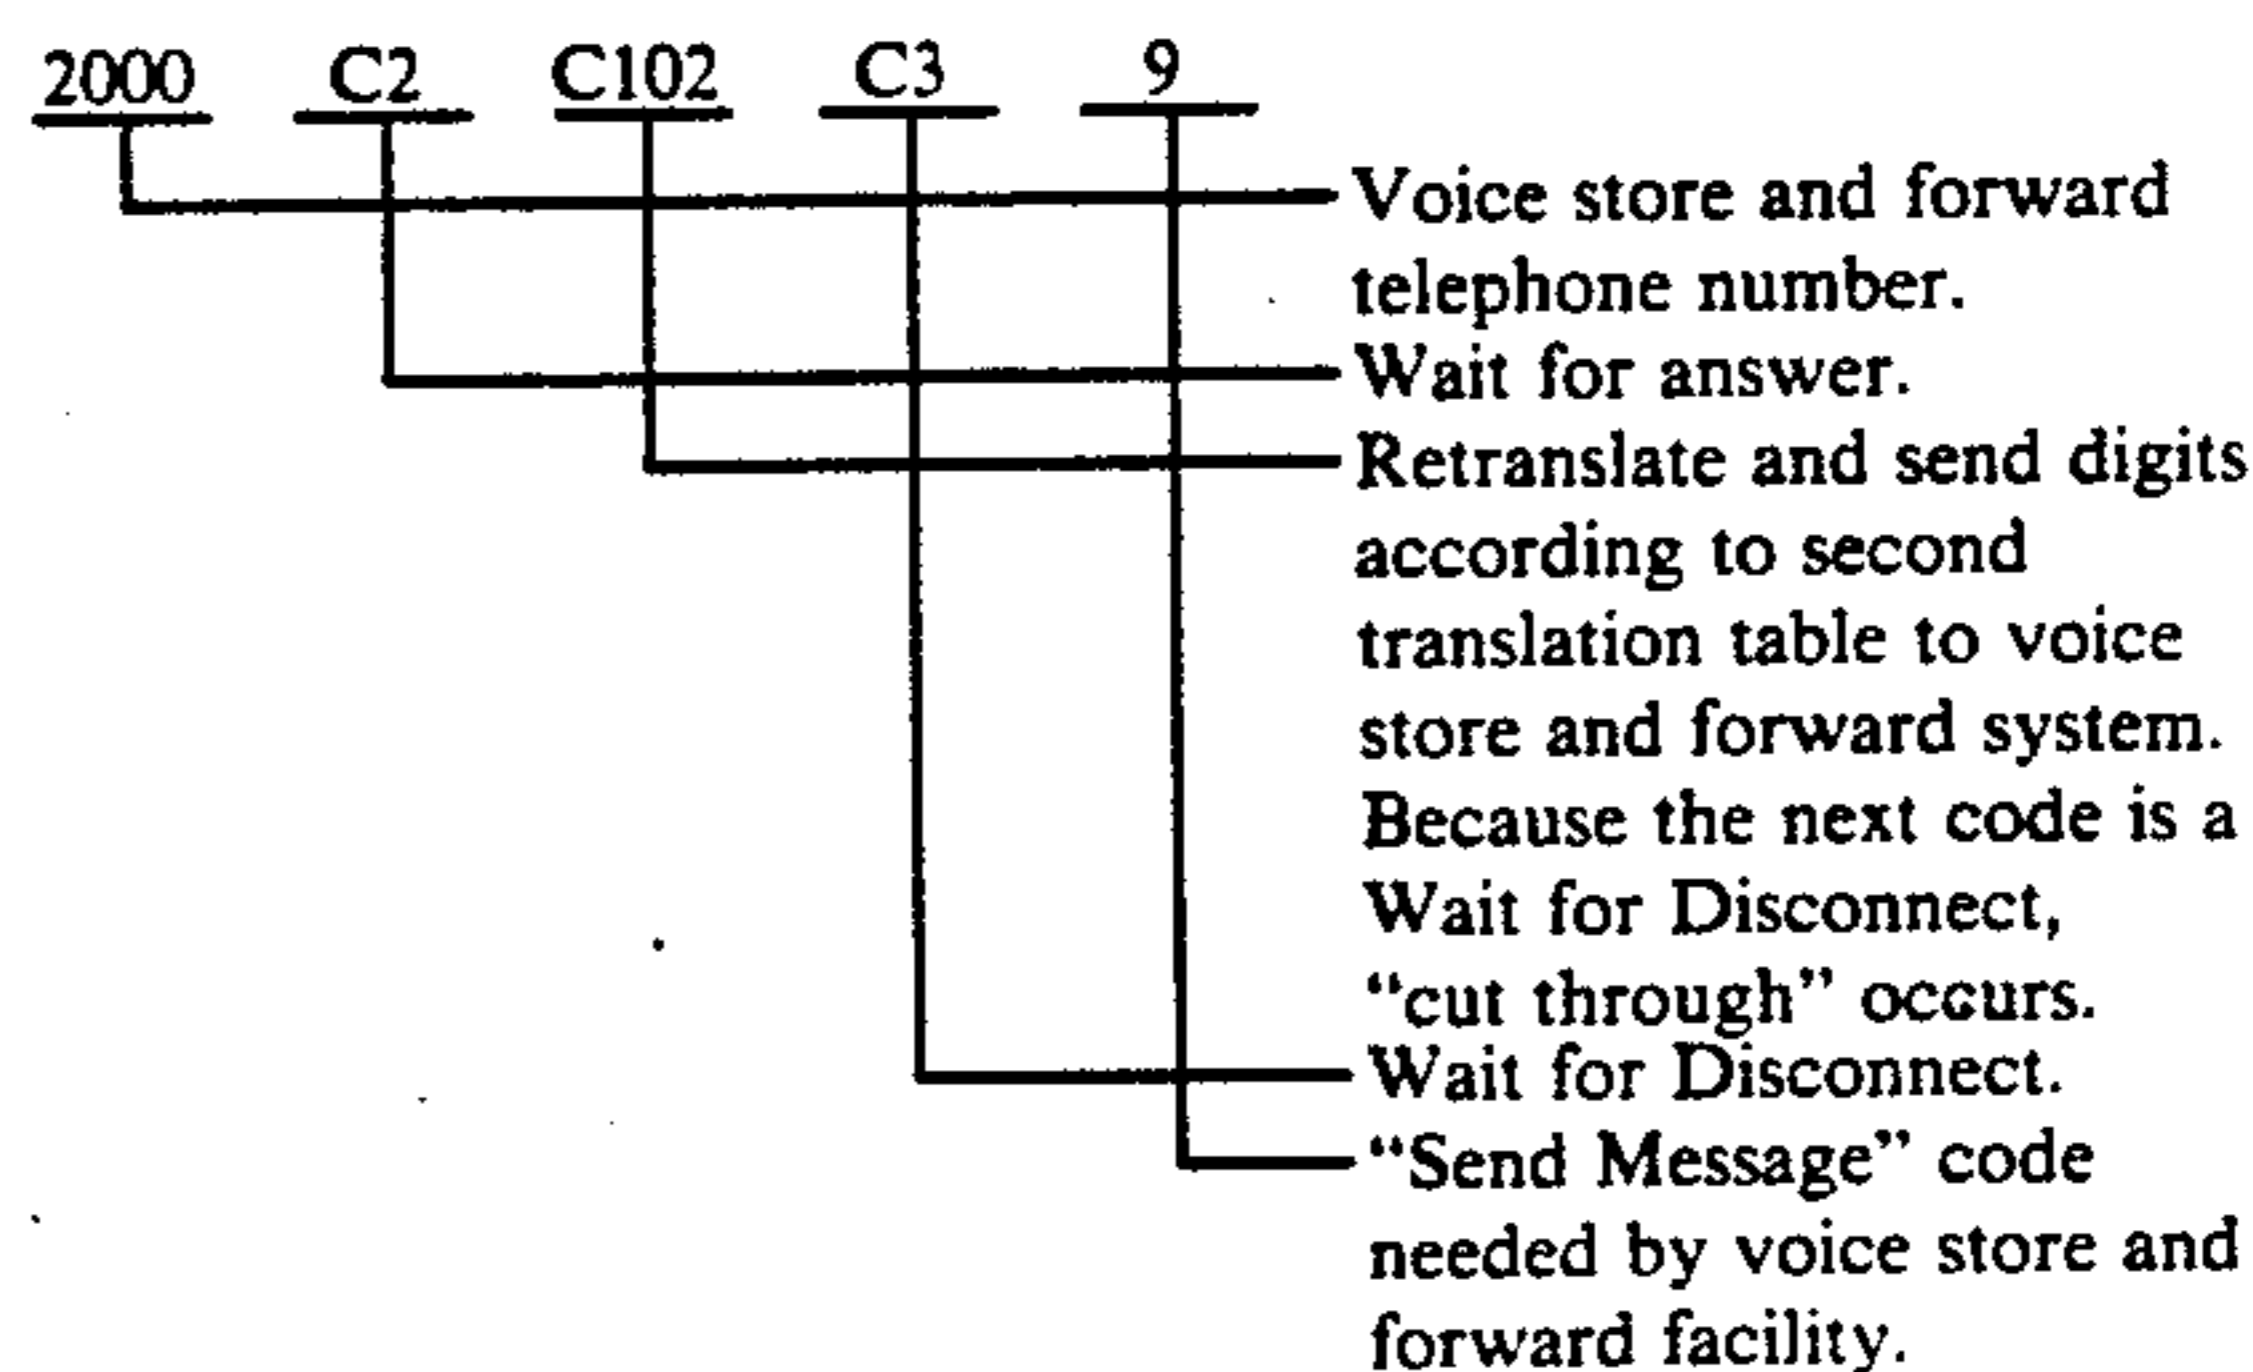 2000 C2 C102 C3 9
Voice store and forward
telephone number.
Wait for answer.
Retranslate and send digits
according to second
translation table to voice
store and forward system.
Because the next code is a
Wait for Disconnect,
“cut through” occurs.
Wait for Disconnect.
“Send Message” code
needed by voice store and
forward facility.